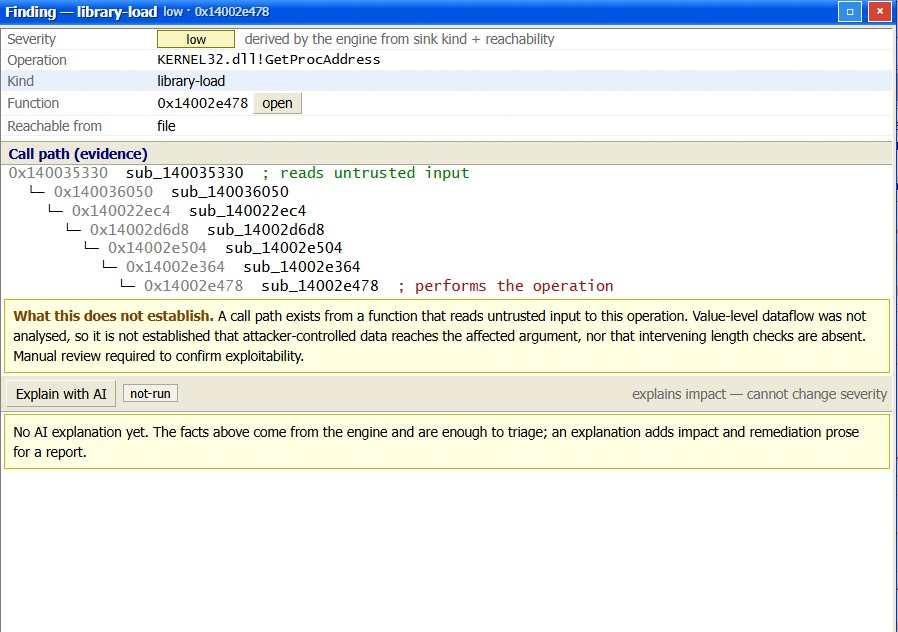 Finding — library-load low · 0x14002e478
Severity low derived by the engine from sink kind + reachability
Operation KERNEL32.dll!GetProcAddress
Kind library-load
Function 0x14002e478 open
Reachable from file
Call path (evidence)
0x140035330 sub_140035330 ; reads untrusted input
└─ 0x140036050 sub_140036050
└─ 0x140022ec4 sub_140022ec4
└─ 0x14002d6d8 sub_14002d6d8
└─ 0x14002e504 sub_14002e504
└─ 0x14002e364 sub_14002e364
└─ 0x14002e478 sub_14002e478 ; performs the operation
What this does not establish. A call path exists from a function that reads untrusted input to this operation. Value-level dataflow was not
analysed, so it is not established that attacker-controlled data reaches the affected argument, nor that intervening length checks are absent.
Manual review required to confirm exploitability.
Explain with AI not-run explains impact — cannot change severity
No AI explanation yet. The facts above come from the engine and are enough to triage; an explanation adds impact and remediation prose
for a report.